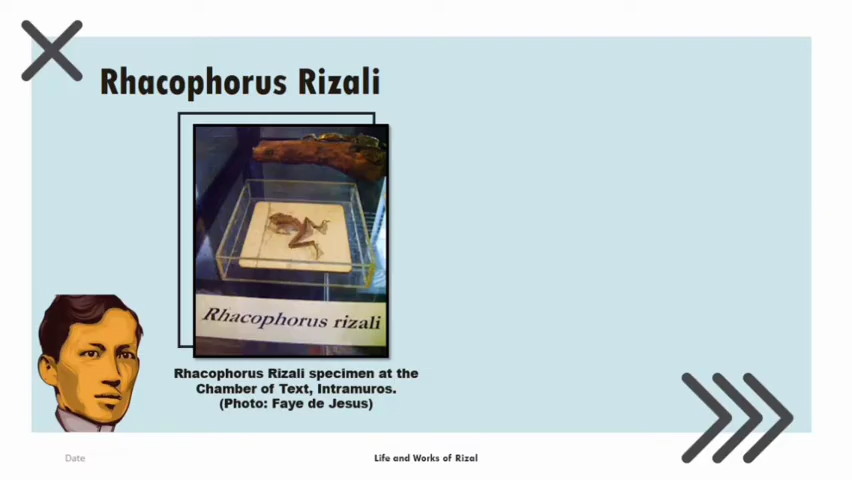 Rhacophorus Rizali
Rhacophorus rizali
Rhacophorus Rizali specimen at the
Chamber of Text, Intramuros.
(Photo: Faye de Jesus)
Date
Life and Works of Rizal